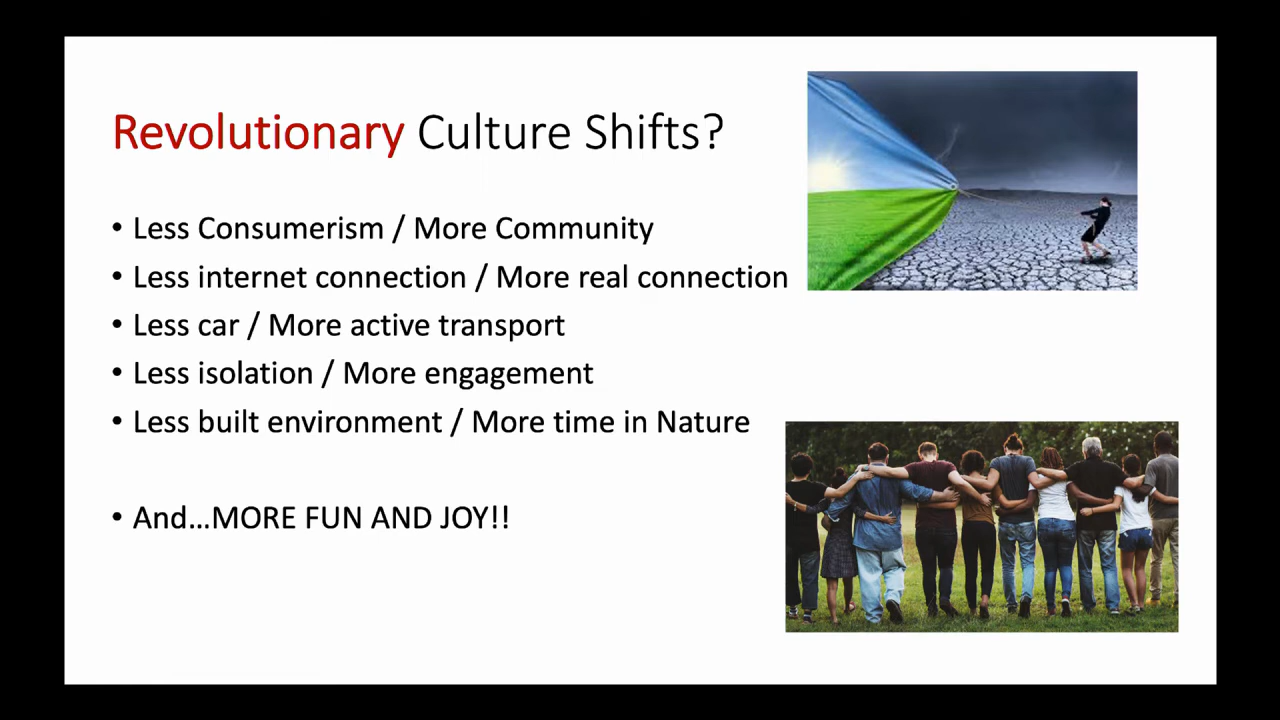 Revolutionary Culture Shifts?
• Less Consumerism / More Community
• Less internet connection / More real connection
• Less car / More active transport
• Less isolation / More engagement
• Less built environment / More time in Nature
• And...MORE FUN AND JOY!!